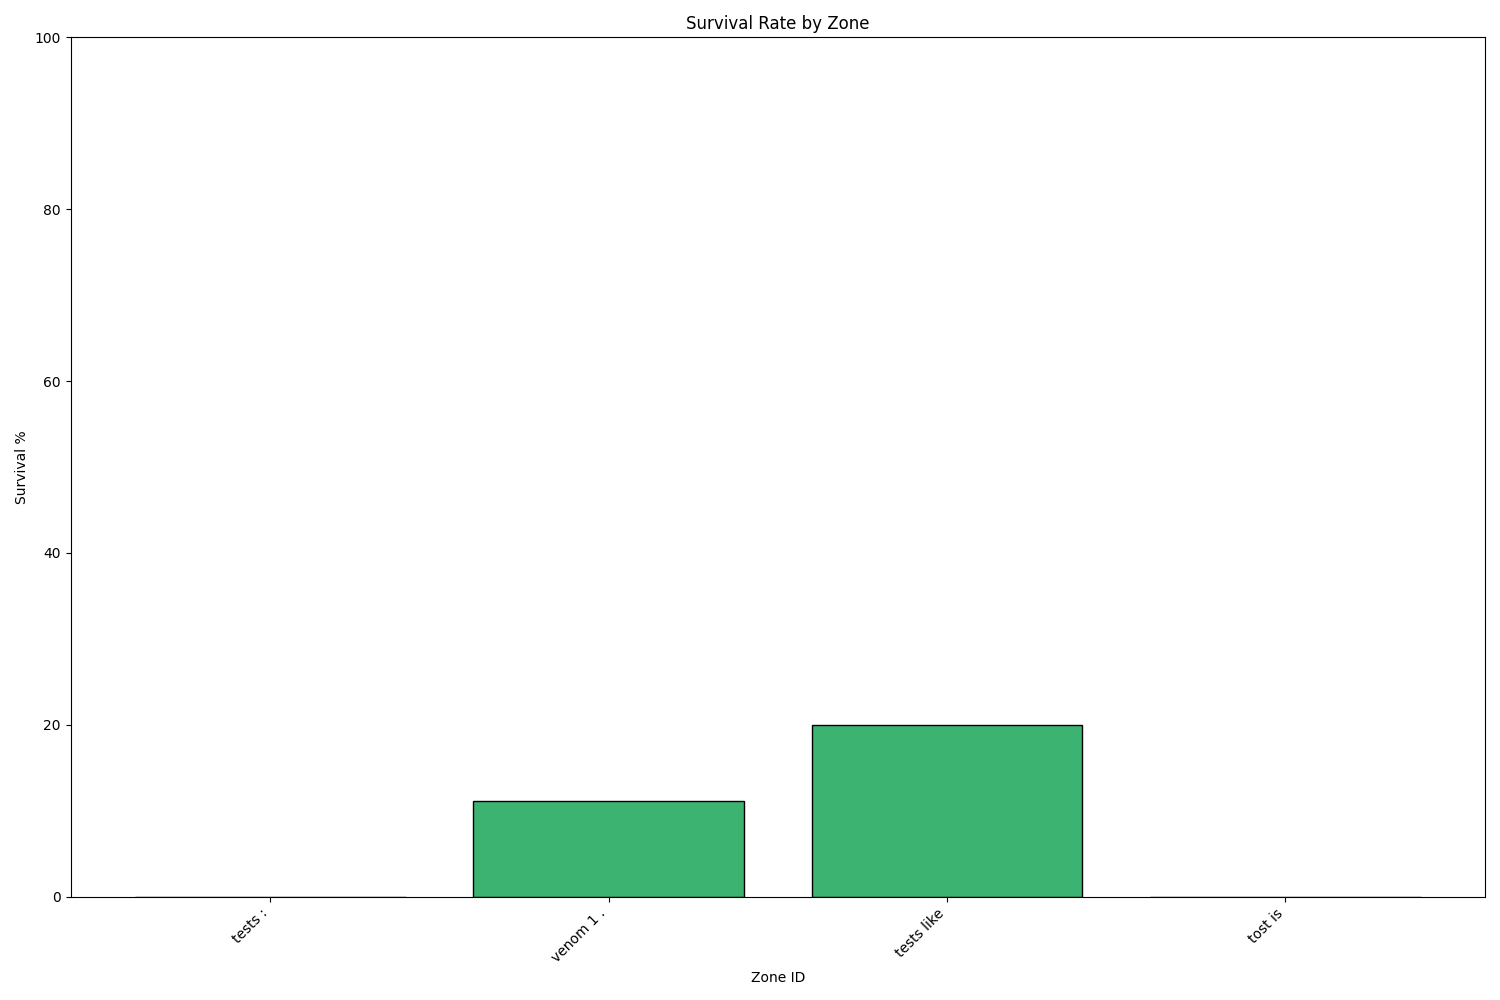 Survival Rate by Zone
100
80
60
40
20
0
Survival %
tests :
venom 1 .
tests like
tost is
Zone ID